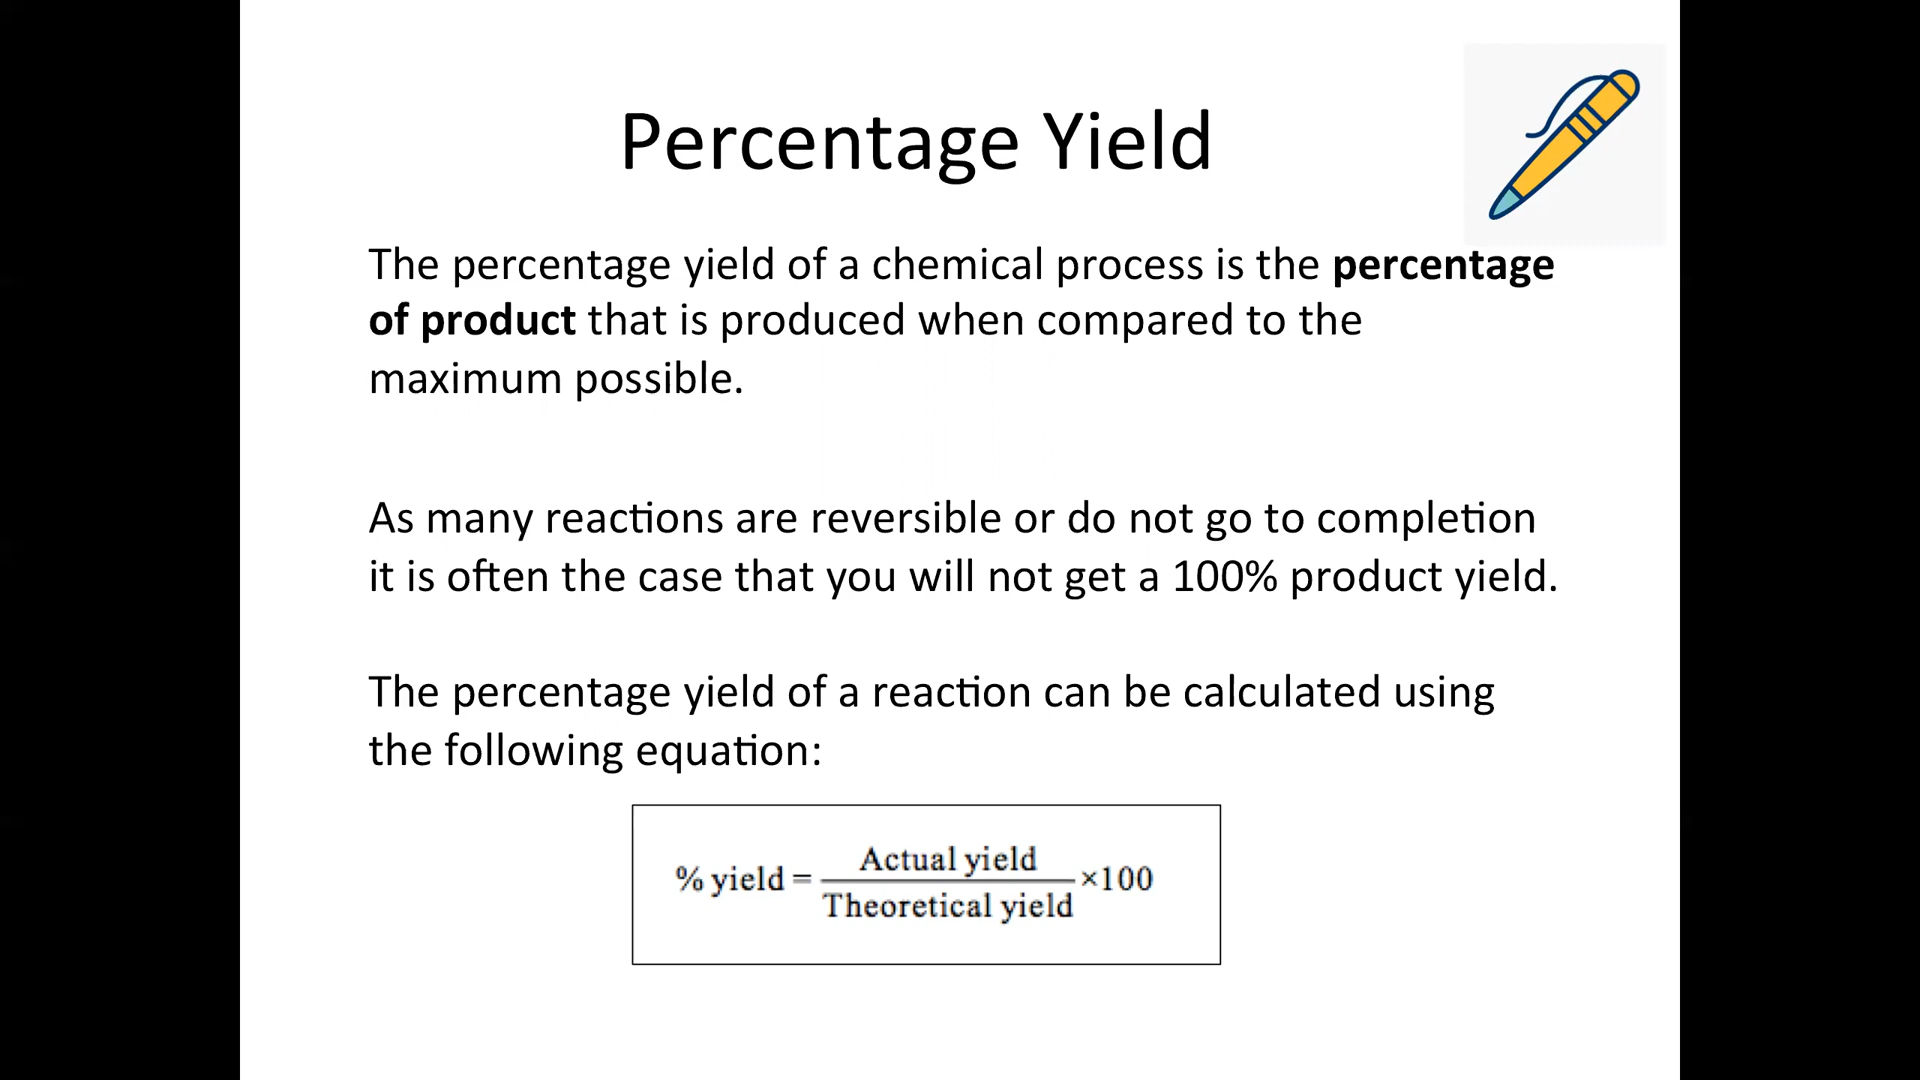 Percentage Yield
The percentage yield of a chemical process is the percentage
of product that is produced when compared to the
maximum possible.
As many reactions are reversible or do not go to completion
it is often the case that you will not get a 100% product yield.
The percentage yield of a reaction can be calculated using
the following equation:
% yield = Actual yield / Theoretical yield ×100